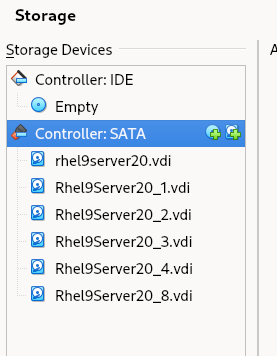 Storage
Storage Devices
Controller: IDE
Empty
Controller: SATA
rhel9server20.vdi
Rhel9Server20_1.vdi
Rhel9Server20_2.vdi
Rhel9Server20_3.vdi
Rhel9Server20_4.vdi
Rhel9Server20_8.vdi